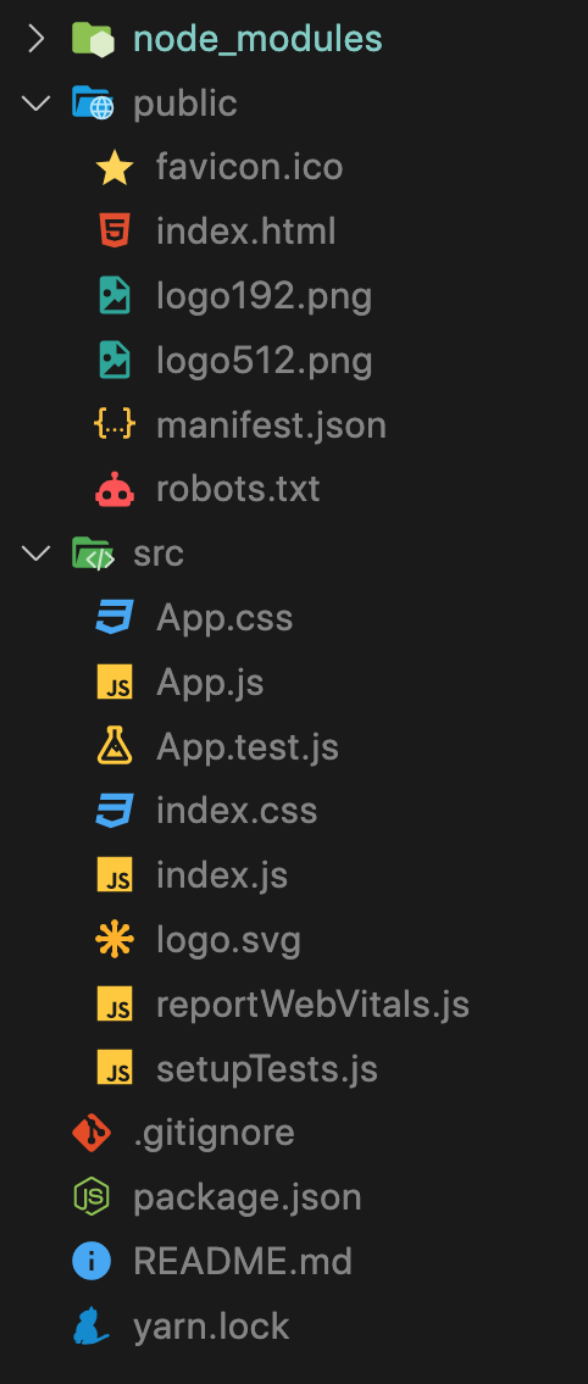 node_modules
public
favicon.ico
index.html
logo192.png
logo512.png
manifest.json
robots.txt
src
App.css
App.js
App.test.js
index.css
index.js
logo.svg
reportWebVitals.js
setupTests.js
.gitignore
package.json
README.md
yarn.lock